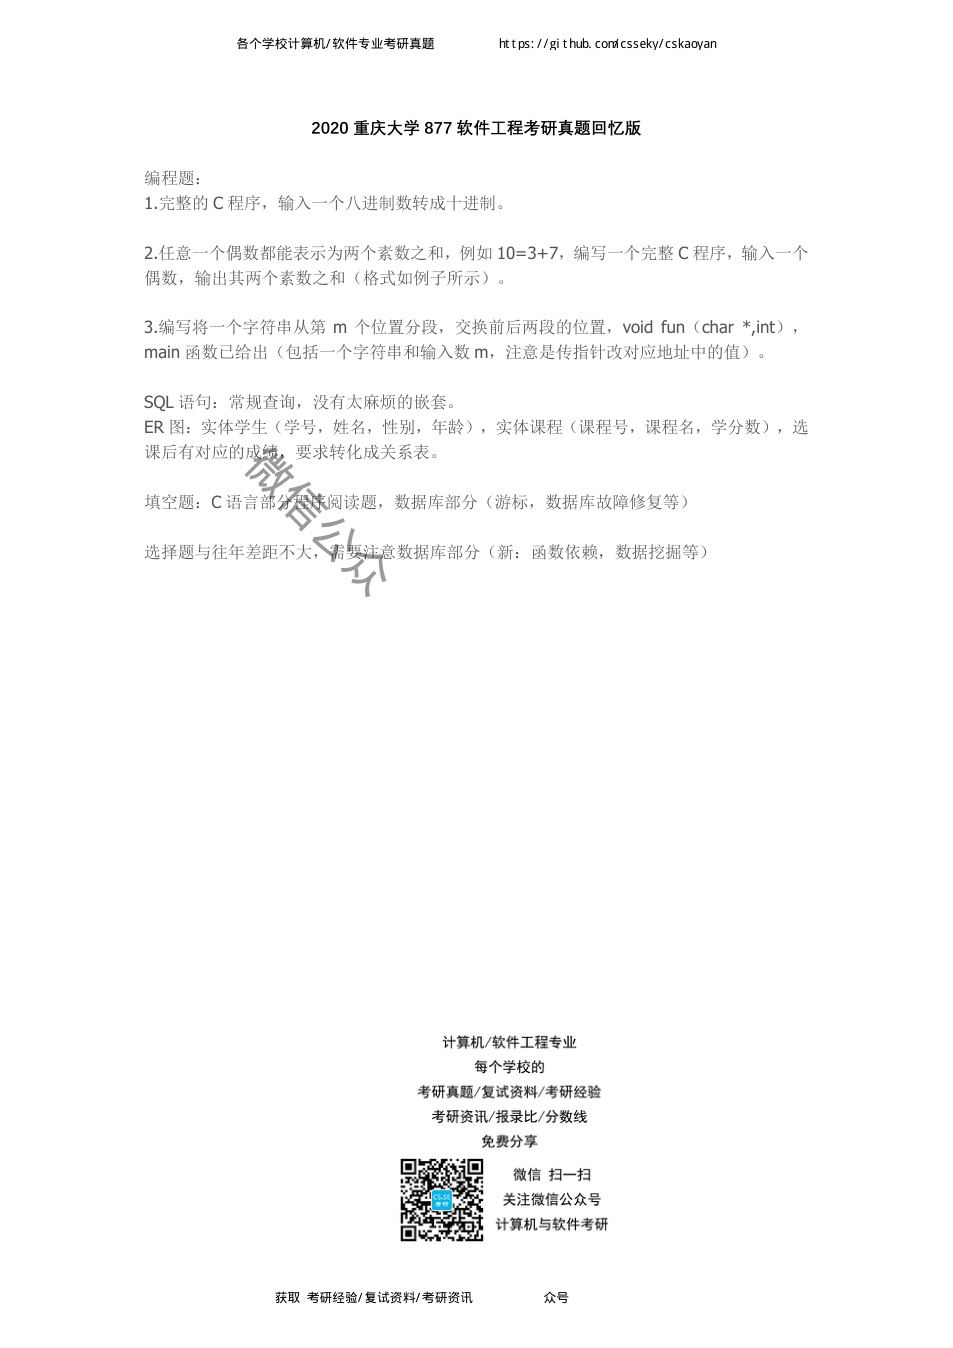 各个学校计算机/软件专业考研真题 https://github.com/csseky/cskaoyan
2020 重庆大学 877 软件工程考研真题回忆版
编程题：
1.完整的 C 程序，输入一个八进制数转成十进制。
2.任意一个偶数都能表示为两个素数之和，例如 10=3+7，编写一个完整 C 程序，输入一个
偶数，输出其两个素数之和（格式如例子所示）。
3.编写将一个字符串从第 m 个位置分段，交换前后两段的位置，void fun（char *,int），
main 函数已给出（包括一个字符串和输入数 m，注意是传指针改对应地址中的值）。
SQL 语句：常规查询，没有太麻烦的嵌套。
ER 图：实体学生（学号，姓名，性别，年龄），实体课程（课程号，课程名，学分数），选
课后有对应的成绩，要求转化成关系表。
填空题：C 语言部分程序阅读题，数据库部分（游标，数据库故障修复等）
选择题与往年差距不大，需要注意数据库部分（新：函数依赖，数据挖掘等）
微信公众
计算机/软件工程专业
每个学校的
考研真题/复试资料/考研经验
考研资讯/报录比/分数线
免费分享
CS-SE
考研
微信 扫一扫
关注微信公众号
计算机与软件考研
获取 考研经验/复试资料/考研资讯 众号